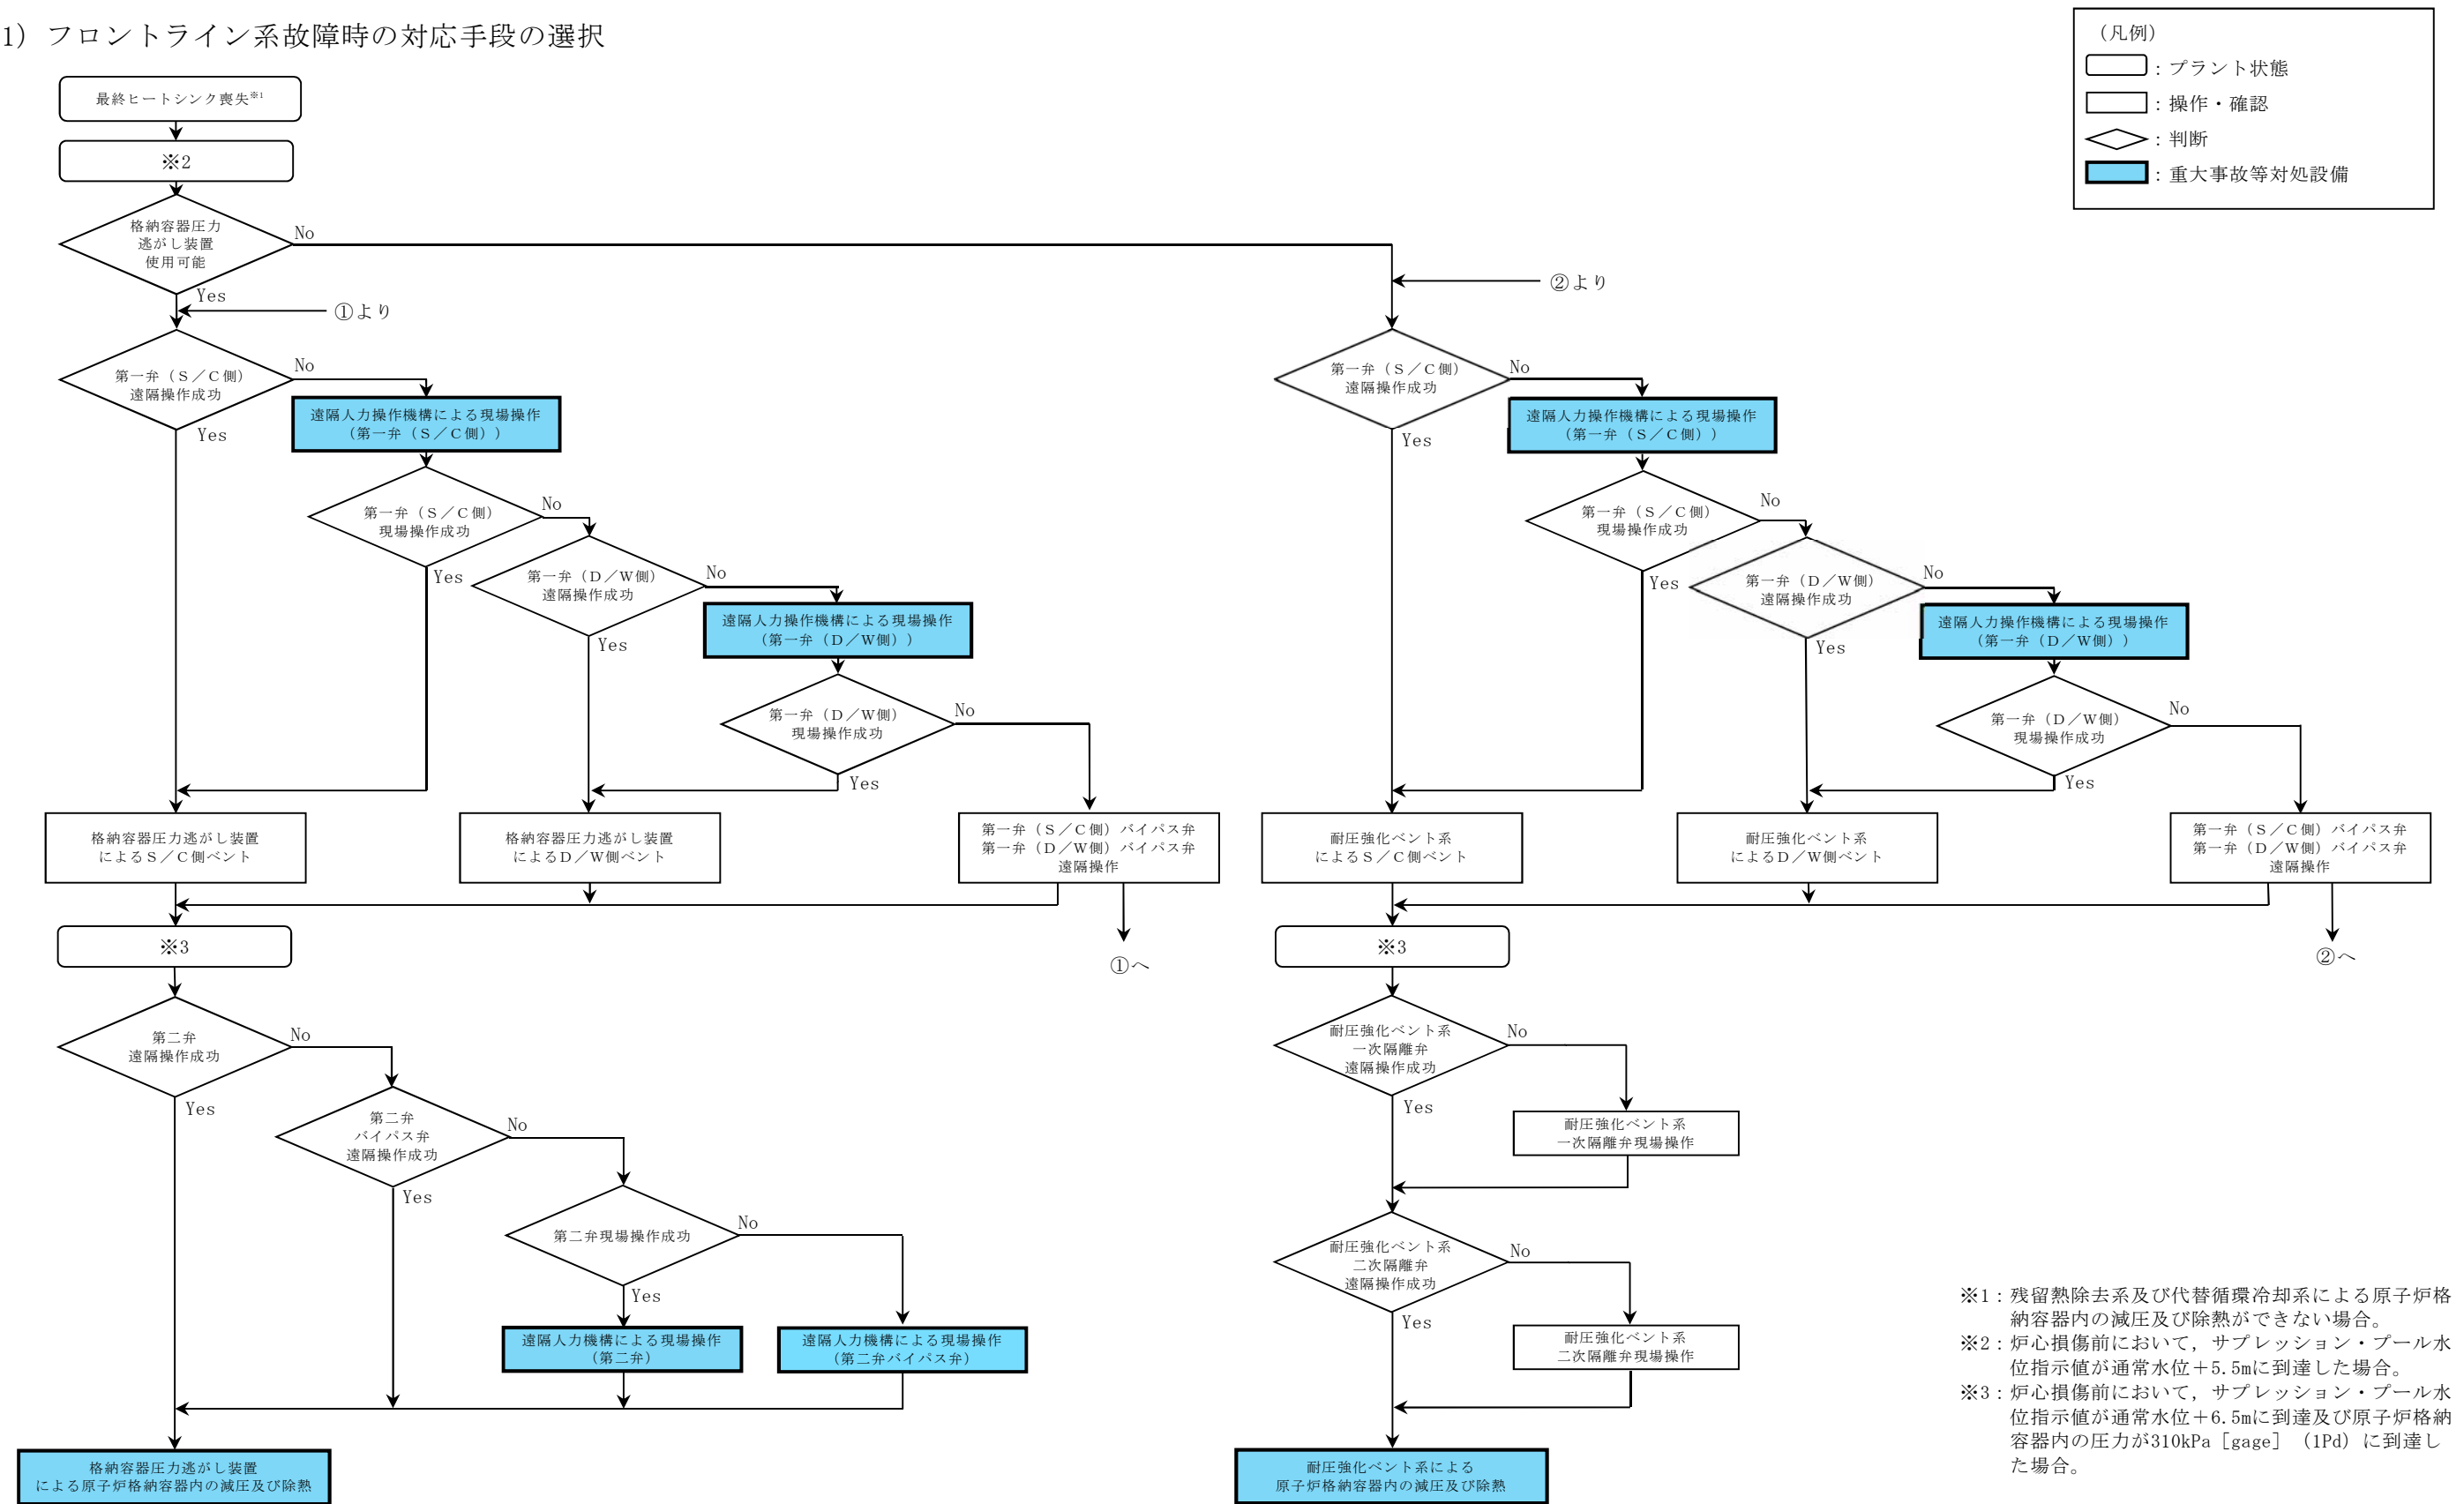 1) フロントライン系故障時の対応手段の選択
(凡例)
：プラント状態
：操作・確認
：判断
：重大事故等対処設備
最終ヒートシンク喪失※1
※2
格納容器圧力
逃がし装置
使用可能
No
Yes
①より
第一弁（Ｓ／Ｃ側）
遠隔操作成功
No
Yes
遠隔人力操作機構による現場操作
（第一弁（Ｓ／Ｃ側））
第一弁（Ｓ／Ｃ側）
現場操作成功
No
Yes
第一弁（Ｄ／Ｗ側）
遠隔操作成功
No
Yes
遠隔人力操作機構による現場操作
（第一弁（Ｄ／Ｗ側））
第一弁（Ｄ／Ｗ側）
現場操作成功
No
Yes
格納容器圧力逃がし装置
によるＳ／Ｃ側ベント
格納容器圧力逃がし装置
によるＤ／Ｗ側ベント
第一弁（Ｓ／Ｃ側）バイパス弁
第一弁（Ｄ／Ｗ側）バイパス弁
遠隔操作
①へ
※3
第二弁
遠隔操作成功
No
Yes
第二弁
バイパス弁
遠隔操作成功
No
Yes
第二弁現場操作成功
No
Yes
遠隔人力機構による現場操作
（第二弁）
遠隔人力機構による現場操作
（第二弁バイパス弁）
格納容器圧力逃がし装置
による原子炉格納容器内の減圧及び除熱
②より
第一弁（Ｓ／Ｃ側）
遠隔操作成功
No
Yes
遠隔人力操作機構による現場操作
（第一弁（Ｓ／Ｃ側））
第一弁（Ｓ／Ｃ側）
現場操作成功
No
Yes
第一弁（Ｄ／Ｗ側）
遠隔操作成功
No
Yes
遠隔人力操作機構による現場操作
（第一弁（Ｄ／Ｗ側））
第一弁（Ｄ／Ｗ側）
現場操作成功
No
Yes
耐圧強化ベント系
によるＳ／Ｃ側ベント
耐圧強化ベント系
によるＤ／Ｗ側ベント
第一弁（Ｓ／Ｃ側）バイパス弁
第一弁（Ｄ／Ｗ側）バイパス弁
遠隔操作
②へ
※3
耐圧強化ベント系
一次隔離弁
遠隔操作成功
No
Yes
耐圧強化ベント系
一次隔離弁現場操作
耐圧強化ベント系
二次隔離弁
遠隔操作成功
No
Yes
耐圧強化ベント系
二次隔離弁現場操作
耐圧強化ベント系による
原子炉格納容器内の減圧及び除熱
※1：残留熱除去系及び代替循環冷却系による原子炉格
納容器内の減圧及び除熱ができない場合。
※2：炉心損傷前において，サプレッション・プール水
位指示値が通常水位＋5.5mに到達した場合。
※3：炉心損傷前において，サプレッション・プール水
位指示値が通常水位＋6.5mに到達及び原子炉格納
容器内の圧力が310kPa［gage］（1Pd）に到達し
た場合。